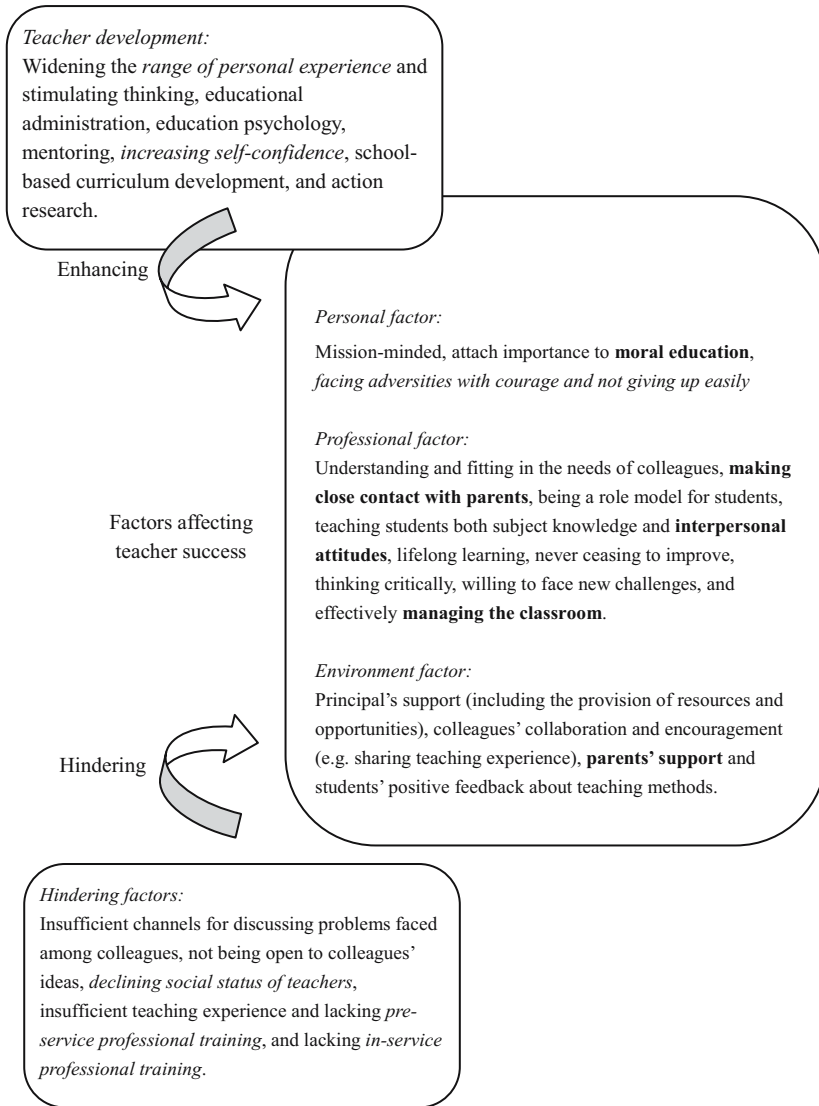 Teacher development:
Widening the range of personal experience and
stimulating thinking, educational
administration, education psychology,
mentoring, increasing self-confidence, school-
based curriculum development, and action
research.
Enhancing
Personal factor:
Mission-minded, attach importance to moral education,
facing adversities with courage and not giving up easily
Professional factor:
Understanding and fitting in the needs of colleagues, making
close contact with parents, being a role model for students,
teaching students both subject knowledge and interpersonal
attitudes, lifelong learning, never ceasing to improve,
thinking critically, willing to face new challenges, and
effectively managing the classroom.
Factors affecting
teacher success
Environment factor:
Principal’s support (including the provision of resources and
opportunities), colleagues’ collaboration and encouragement
(e.g. sharing teaching experience), parents’ support and
students’ positive feedback about teaching methods.
Hindering
Hindering factors:
Insufficient channels for discussing problems faced
among colleagues, not being open to colleagues’
ideas, declining social status of teachers,
insufficient teaching experience and lacking pre-
service professional training, and lacking in-service
professional training.